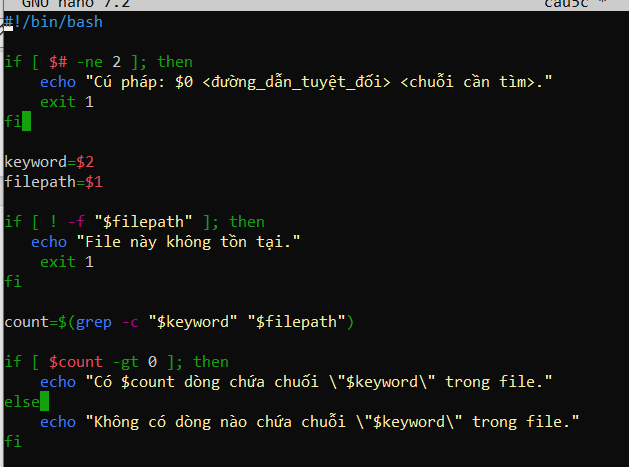 GNU nano 7.2 cau5c *
#!/bin/bash
if [ $# -ne 2 ]; then
    echo "Cú pháp: $0 <đường_dẫn_tuyệt_đối> <chuỗi cần tìm>."
    exit 1
fi
keyword=$2
filepath=$1
if [ ! -f "$filepath" ]; then
   echo "File này không tồn tại."
    exit 1
fi
count=$(grep -c "$keyword" "$filepath")
if [ $count -gt 0 ]; then
    echo "Có $count dòng chứa chuỗi \"$keyword\" trong file."
else
    echo "Không có dòng nào chứa chuỗi \"$keyword\" trong file."
fi